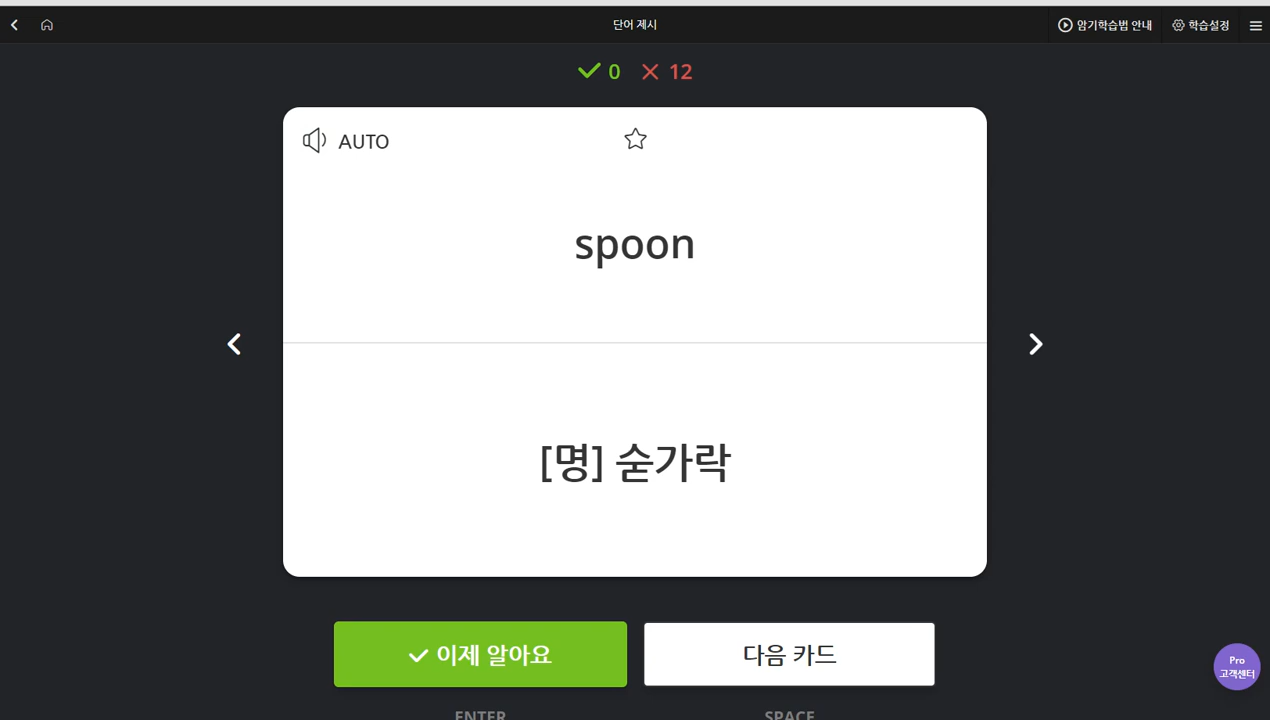 단어 제시
암기학습법 안내
학습설정
0
12
AUTO
spoon
[명] 숟가락
이제 알아요
다음 카드
Pro
고객센터
ENTER
SPACE